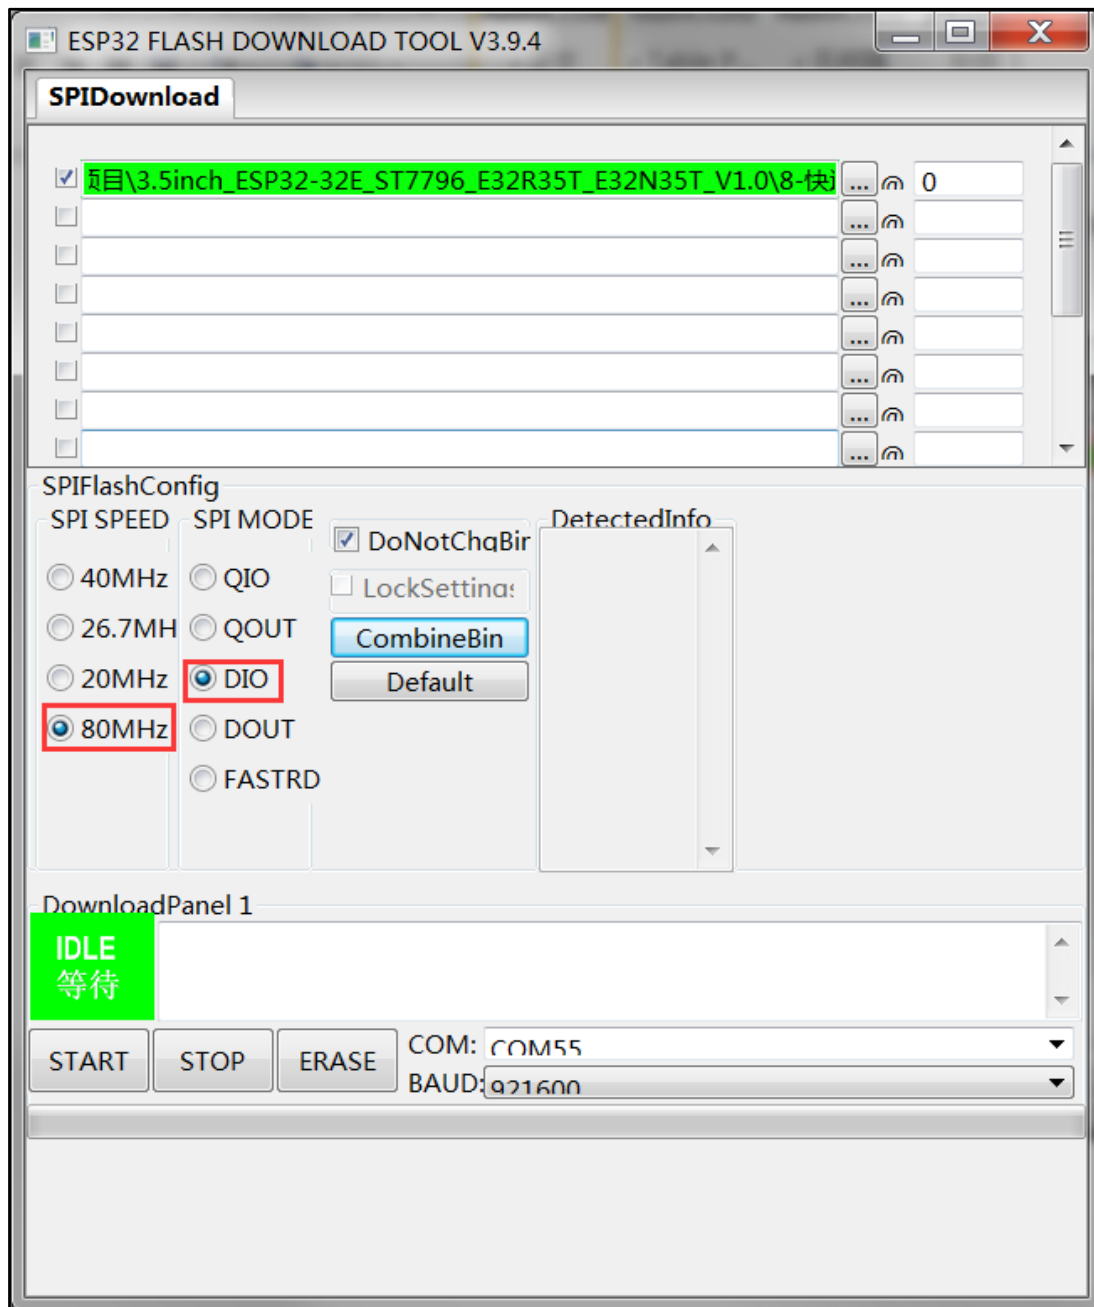 ESP32 FLASH DOWNLOAD TOOL V3.9.4
SPIDownload
项目\3.5inch_ESP32-32E_ST7796_E32R35T_E32N35T_V1.0\8-快 ... @ 0
... @
... @
... @
... @
... @
... @
... @
SPIFlashConfig
SPI SPEED SPI MODE DetectedInfo
DoNotChgBin
40MHz QIO LockSettings
26.7MH QOUT CombineBin
20MHz DIO Default
80MHz DOUT
FASTRD
DownloadPanel 1
IDLE
等待
START STOP ERASE COM: COM55
BAUD: 921600